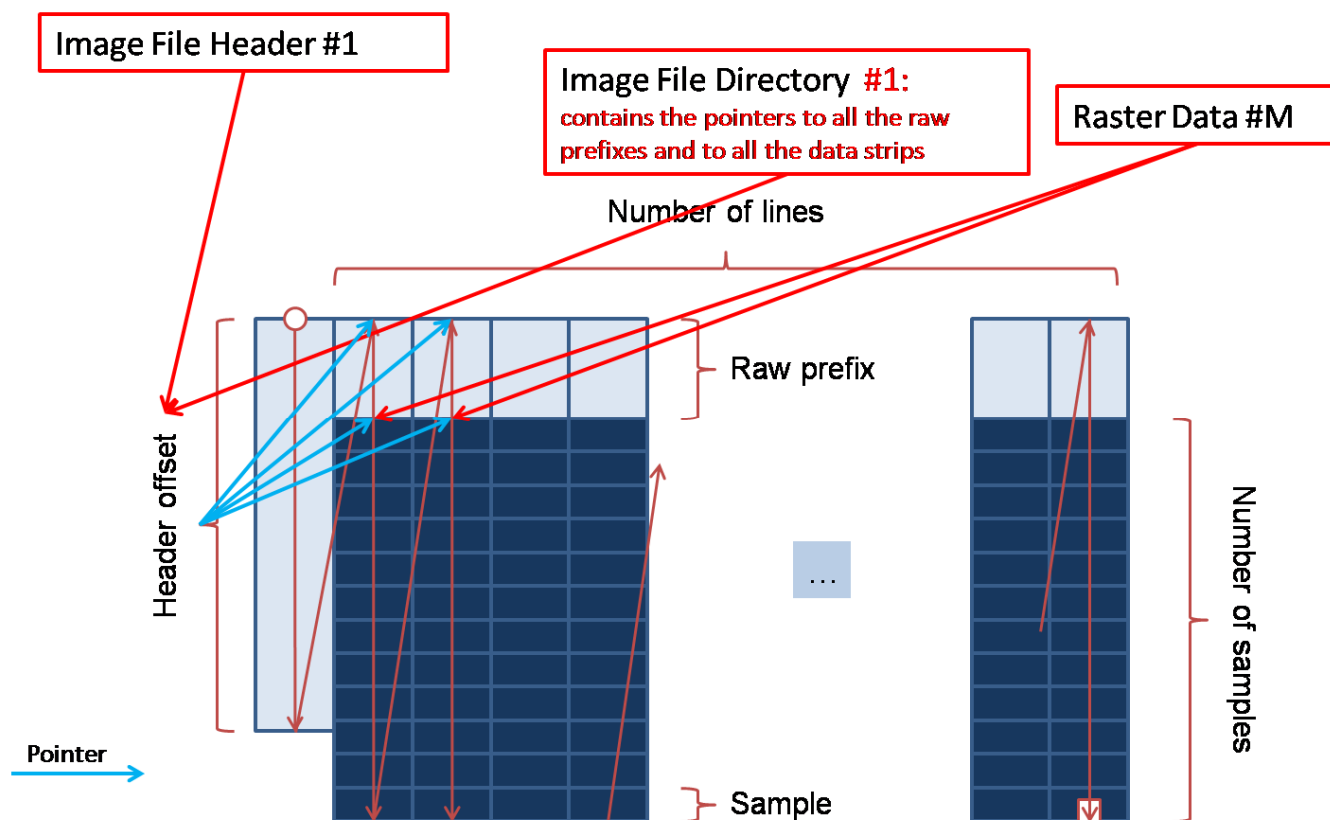 Image File Header #1
Image File Directory #1:
contains the pointers to all the raw
prefixes and to all the data strips
Raster Data #M
Number of lines
Raw prefix
Header offset
...
Number of samples
Pointer
Sample